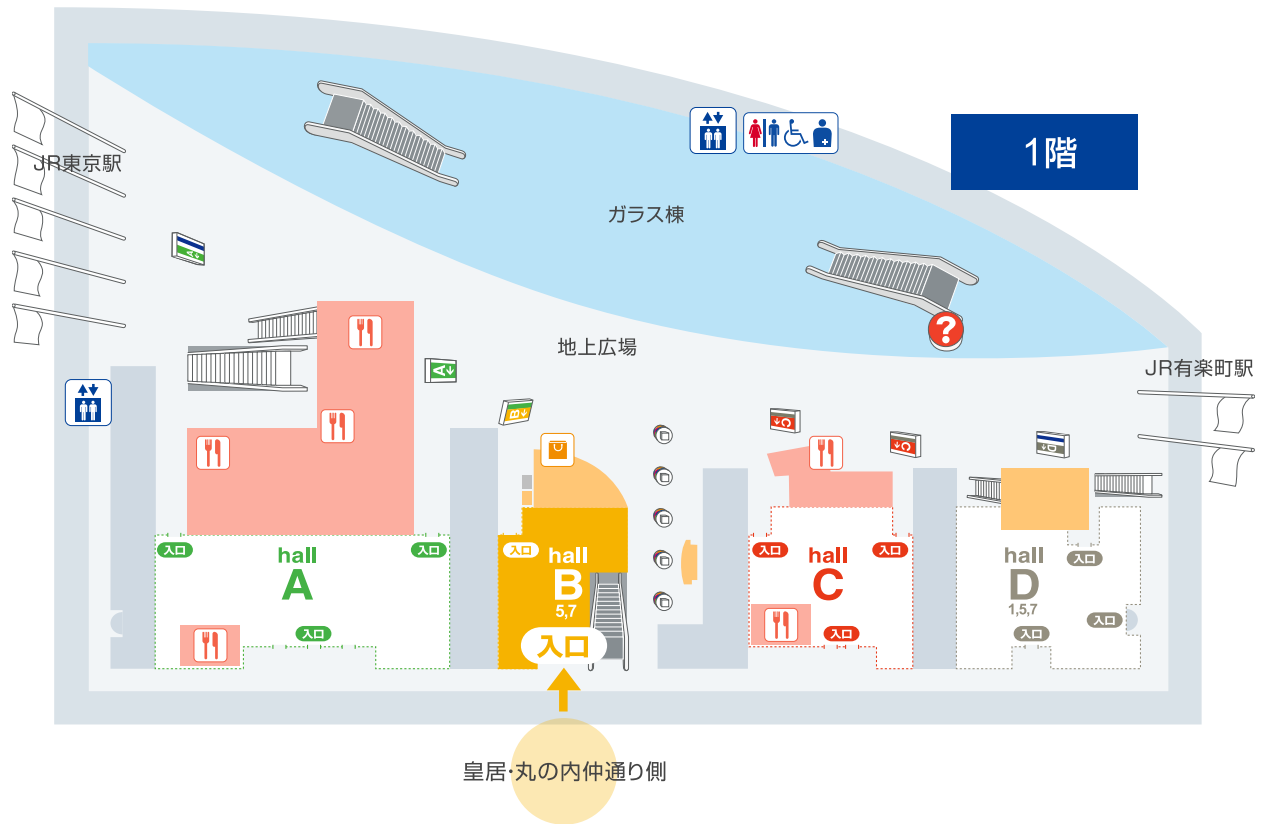 1階
JR東京駅
ガラス棟
A
地上広場
?
JR有楽町駅
A
B
C
C
D
入口
入口
hall
A
入口
入口
hall
B
5,7
入口
入口
hall
C
入口
入口
hall
D
1,5,7
入口
入口
入口
皇居・丸の内仲通り側